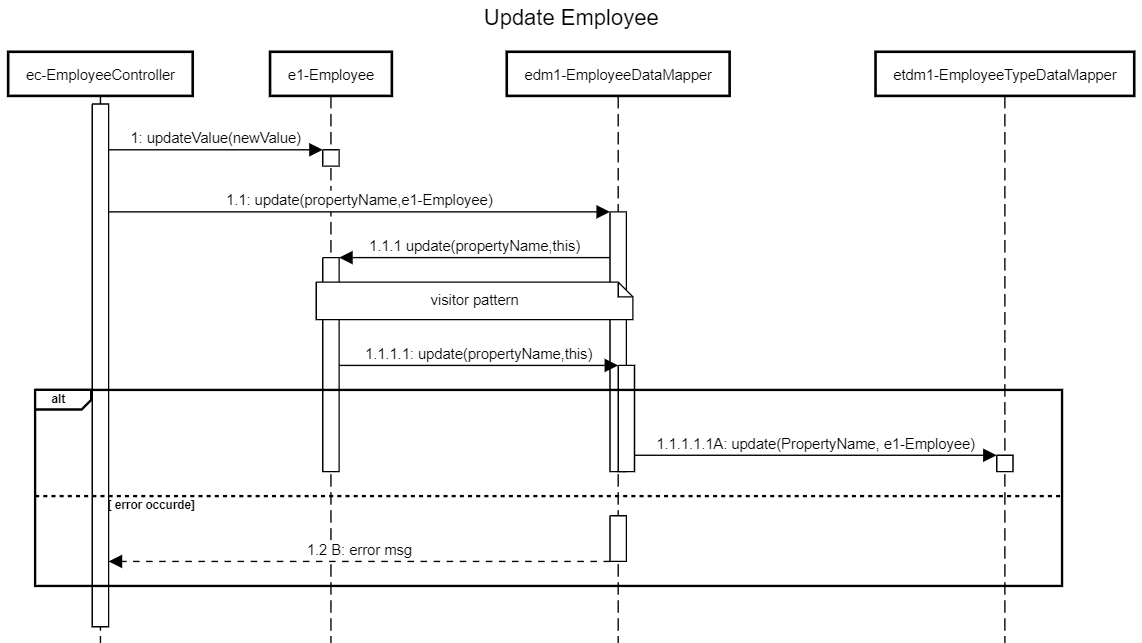 Update Employee
ec-EmployeeController
e1-Employee
edm1-EmployeeDataMapper
etdm1-EmployeeTypeDataMapper
1: updateValue(newValue)
1.1: update(propertyName,e1-Employee)
1.1.1 update(propertyName,this)
visitor pattern
1.1.1.1: update(propertyName,this)
alt
1.1.1.1.1A: update(PropertyName, e1-Employee)
[ error occurde]
1.2 B: error msg